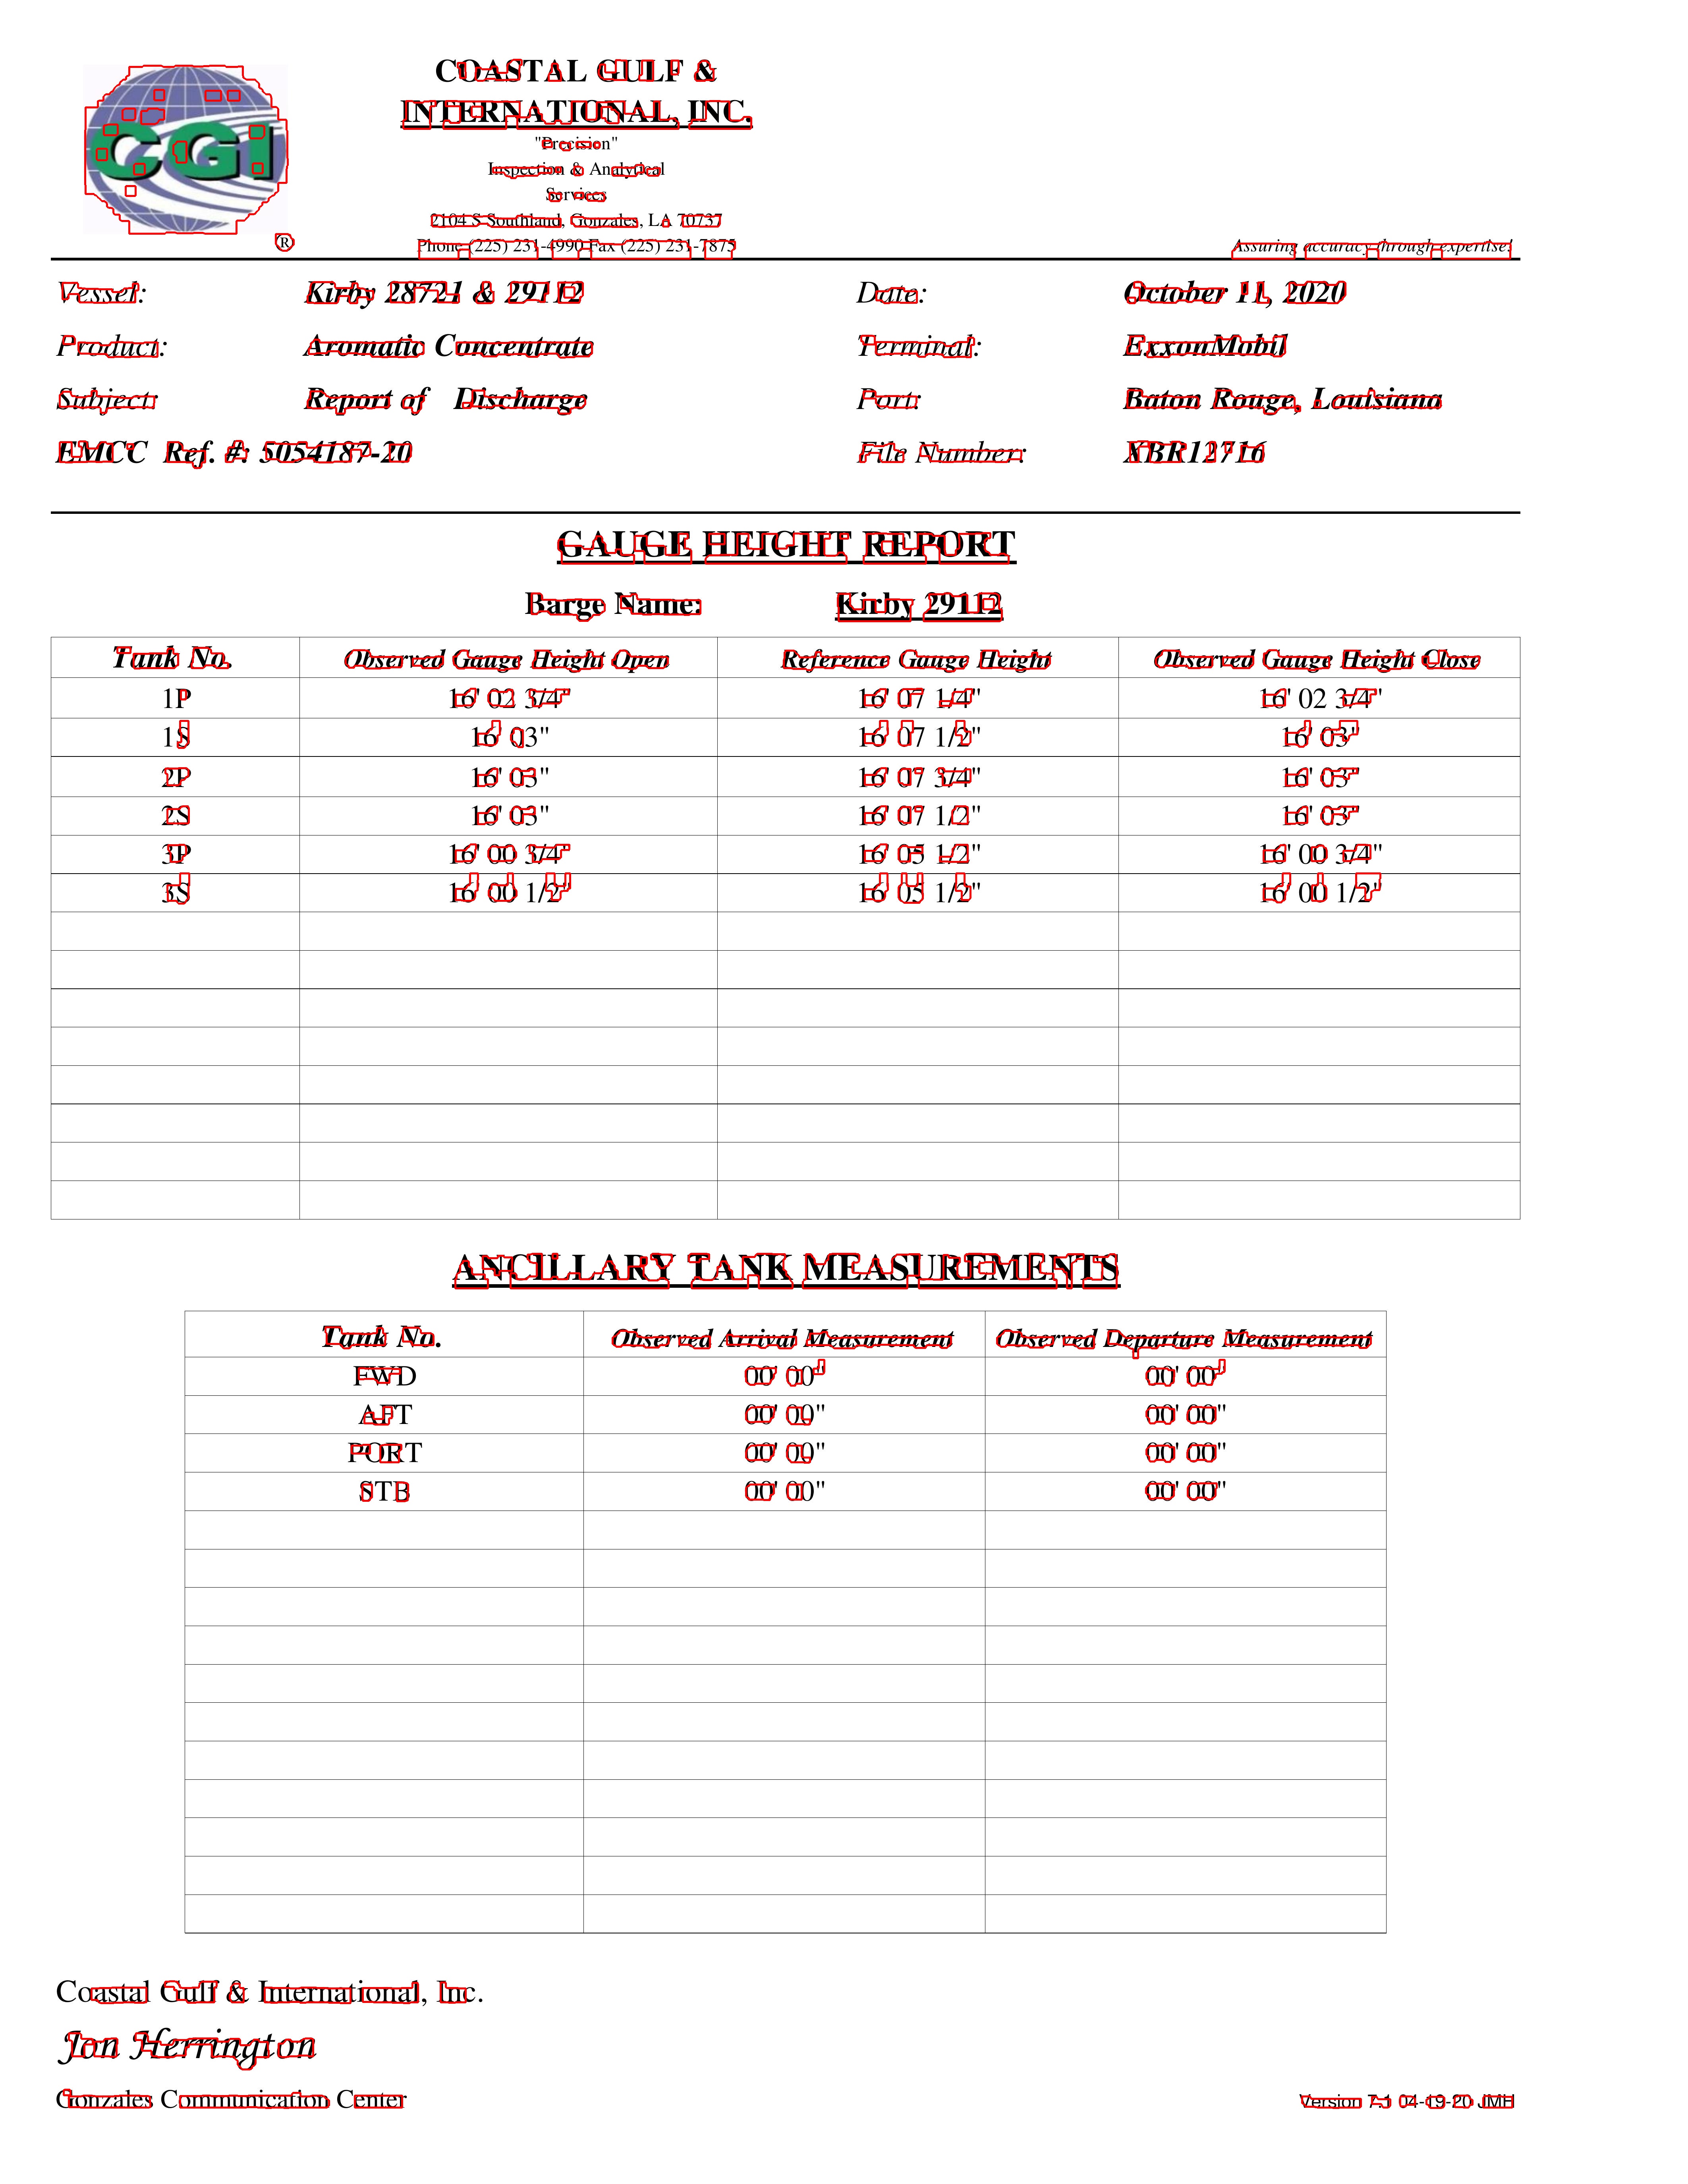 COASTAL GULF &
INTERNATIONAL, INC.
"Precision"
Inspection & Analytical
Services
2104 S Southland, Gonzales, LA 70737
Phone (225) 231-4990 Fax (225) 231-7875
CGI
®
Assuring accuracy through expertise!
Vessel: Kirby 28721 & 29112 Date: October 11, 2020
Product: Aromatic Concentrate Terminal: ExxonMobil
Subject: Report of Discharge Port: Baton Rouge, Louisiana
EMCC Ref. #: 5054187-20 File Number: XBR12716
GAUGE HEIGHT REPORT
Barge Name: Kirby 29112
Tank No. Observed Gauge Height Open Reference Gauge Height Observed Gauge Height Close
1P 16' 02 3/4" 16' 07 1/4" 16' 02 3/4"
1S 16' 03" 16' 07 1/2" 16' 03"
2P 16' 03" 16' 07 3/4" 16' 03"
2S 16' 03" 16' 07 1/2" 16' 03"
3P 16' 00 3/4" 16' 05 1/2" 16' 00 3/4"
3S 16' 00 1/2" 16' 05 1/2" 16' 00 1/2"
ANCILLARY TANK MEASUREMENTS
Tank No. Observed Arrival Measurement Observed Departure Measurement
FWD 00' 00" 00' 00"
AFT 00' 00" 00' 00"
PORT 00' 00" 00' 00"
STB 00' 00" 00' 00"
Coastal Gulf & International, Inc.
Jon Herrington
Gonzales Communication Center
Version 7.1 04-19-20 JMH